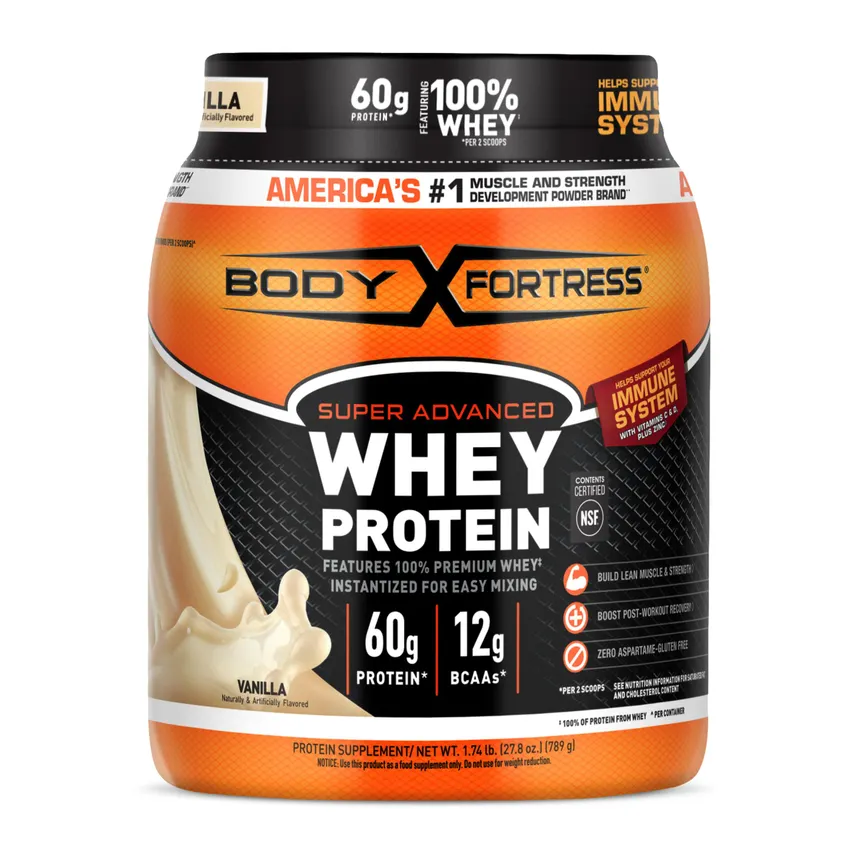 LLA
ficially Flavored
60g
PROTEIN*
FEATURING
100%
WHEY‡
*PER 2 SCOOPS
HELPS SUPP
IMMU
SYST
AMERICA'S #1 MUSCLE AND STRENGTH
DEVELOPMENT POWDER BRAND^^
BODY X FORTRESS®
HELPS SUPPORT YOUR
IMMUNE
SYSTEM
WITH VITAMINS C & D,
PLUS ZINC
SUPER ADVANCED
WHEY
PROTEIN
FEATURES 100% PREMIUM WHEY‡
INSTANTIZED FOR EASY MIXING
60g
PROTEIN*
12g
BCAAs*
CONTENTS
CERTIFIED
NSF
BUILD LEAN MUSCLE & STRENGTH
BOOST POST-WORKOUT RECOVERY
ZERO ASPARTAME-GLUTEN FREE
*PER 2 SCOOPS
SEE NUTRITION INFORMATION FOR SATURATED FAT
AND CHOLESTEROL CONTENT
‡ 100% OF PROTEIN FROM WHEY ^ PER CONTAINER
VANILLA
Naturally & Artificially Flavored
PROTEIN SUPPLEMENT/ NET WT. 1.74 lb. (27.8 oz.) (789 g)
NOTICE: Use this product as a food supplement only. Do not use for weight reduction.